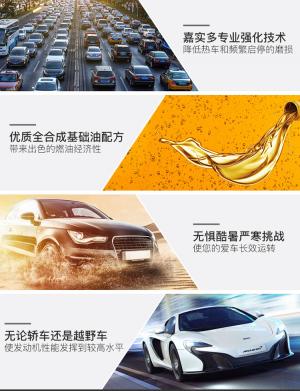 嘉实多专业强化技术
降低热车和频繁启停的磨损
优质全合成基础油配方
带来出色的燃油经济性
无惧酷暑严寒挑战
使您的爱车长效运转
无论轿车还是越野车
使发动机性能发挥到较高水平